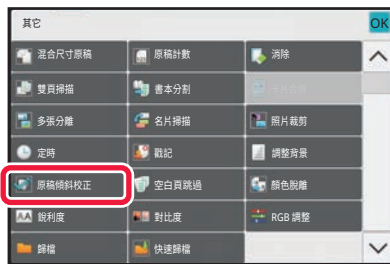 其它 OK
混合尺寸原稿 原稿計數 消除
雙頁掃描 書本分割
多張分離 名片掃描 照片裁剪
定時 戳記 調整背景
原稿傾斜校正 空白頁跳過 顏色脫離
銳利度 對比度 RGB 調整
歸檔 快速歸檔